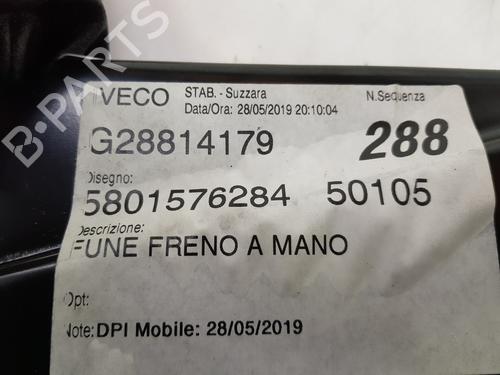 B-PARTS
IVECO STAB. - Suzzara N.Sequenza
Data/Ora: 28/05/2019 20:10:04
G28814179 288
Disegno:
5801576284 50105
Descrizione:
FUNE FRENO A MANO
Opt:
Note: DPI Mobile: 28/05/2019